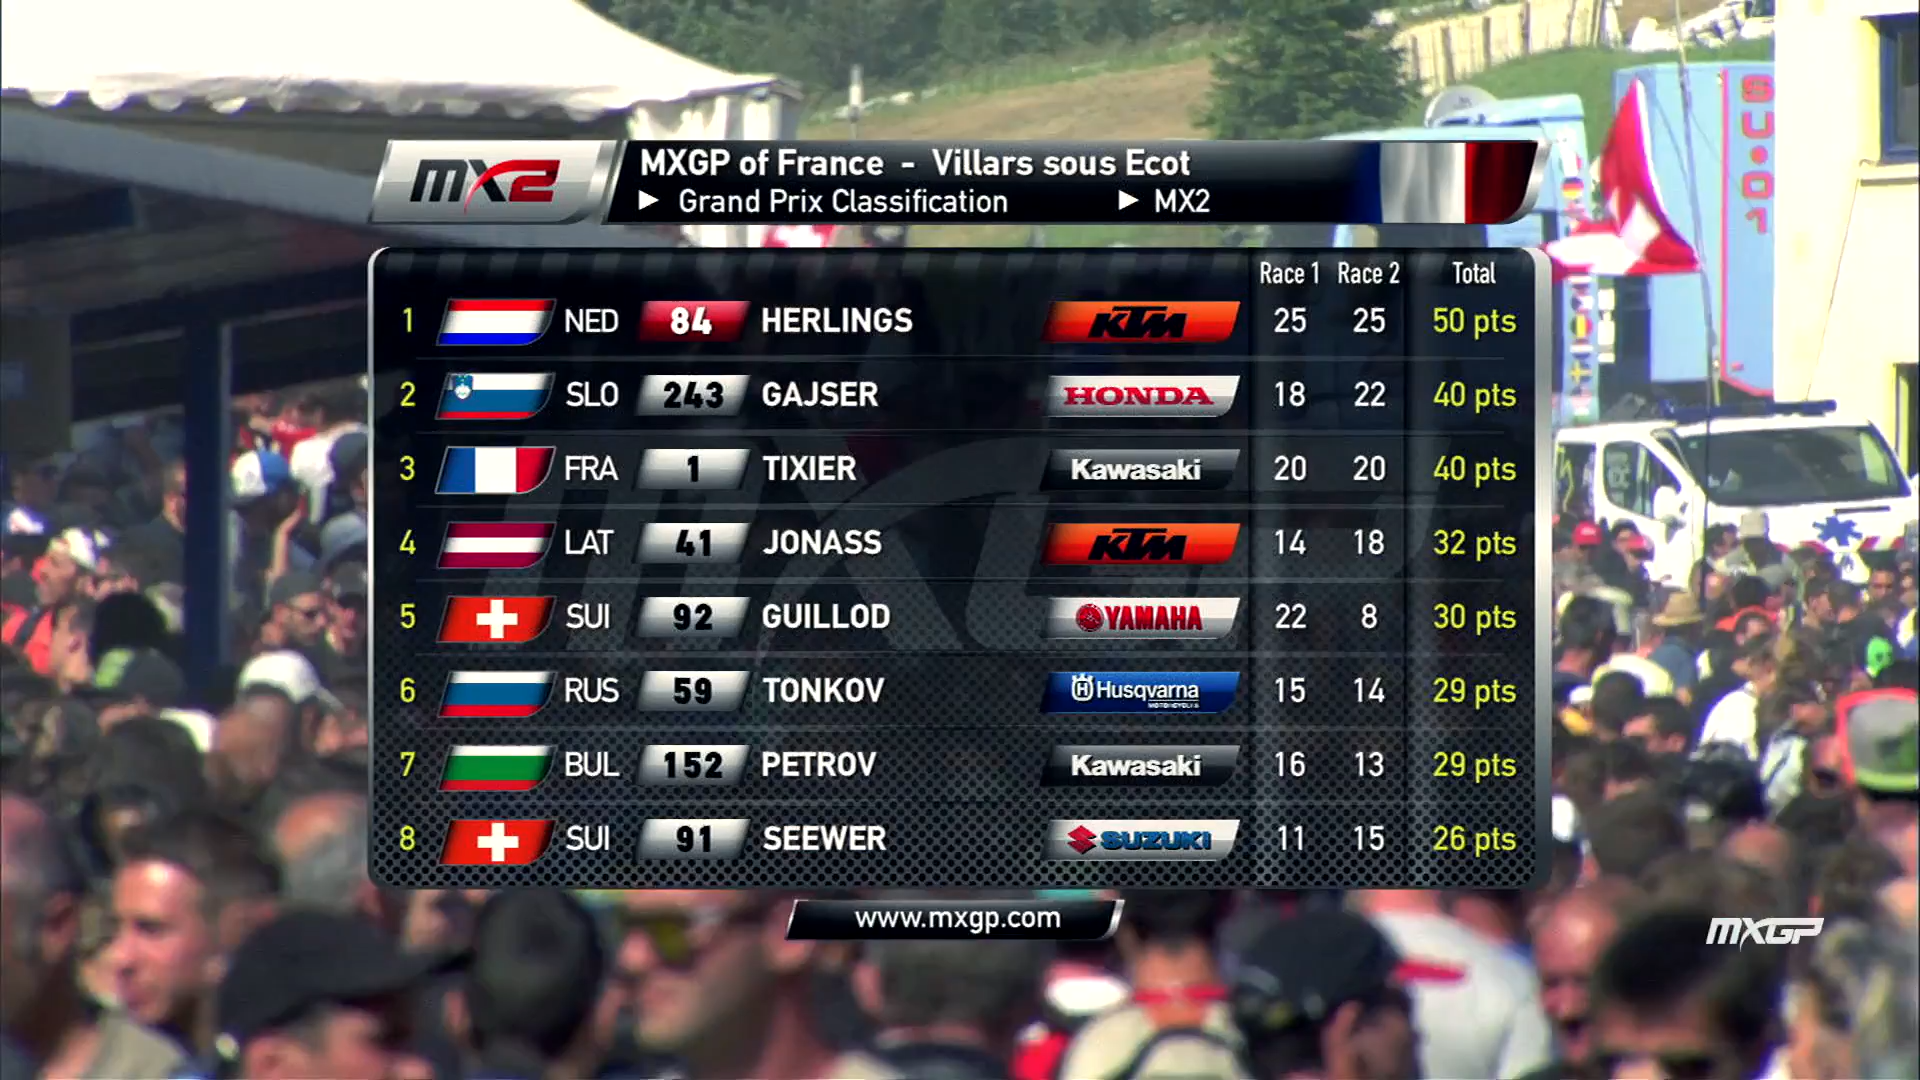 MX2
MXGP of France - Villars sous Ecot
► Grand Prix Classification ► MX2
Race 1 Race 2 Total
1 NED 84 HERLINGS KTM 25 25 50 pts
2 SLO 243 GAJSER HONDA 18 22 40 pts
3 FRA 1 TIXIER Kawasaki 20 20 40 pts
4 LAT 41 JONASS KTM 14 18 32 pts
5 SUI 92 GUILLOD YAMAHA 22 8 30 pts
6 RUS 59 TONKOV Husqvarna MOTORCYCLES 15 14 29 pts
7 BUL 152 PETROV Kawasaki 16 13 29 pts
8 SUI 91 SEEWER SUZUKI 11 15 26 pts
www.mxgp.com
MXGP